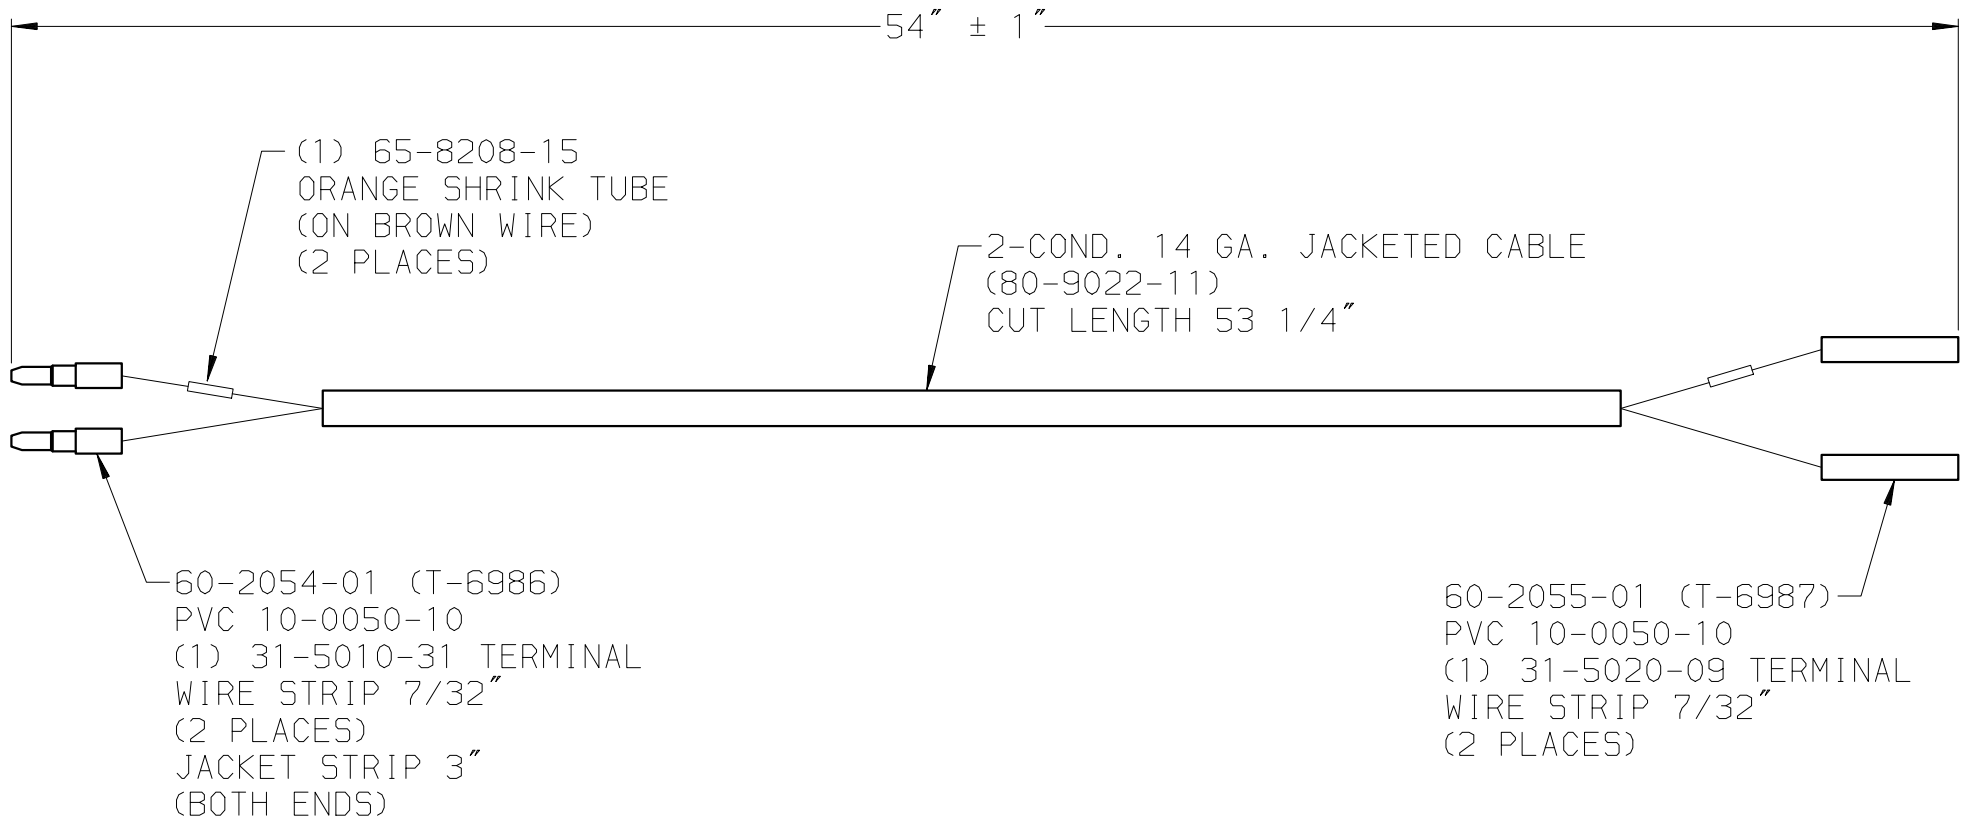 54" ± 1"
(1) 65-8208-15
ORANGE SHRINK TUBE
(ON BROWN WIRE)
(2 PLACES)
2-COND. 14 GA. JACKETED CABLE
(80-9022-11)
CUT LENGTH 53 1/4"
60-2054-01 (T-6986)
PVC 10-0050-10
(1) 31-5010-31 TERMINAL
WIRE STRIP 7/32"
(2 PLACES)
JACKET STRIP 3"
(BOTH ENDS)
60-2055-01 (T-6987)
PVC 10-0050-10
(1) 31-5020-09 TERMINAL
WIRE STRIP 7/32"
(2 PLACES)